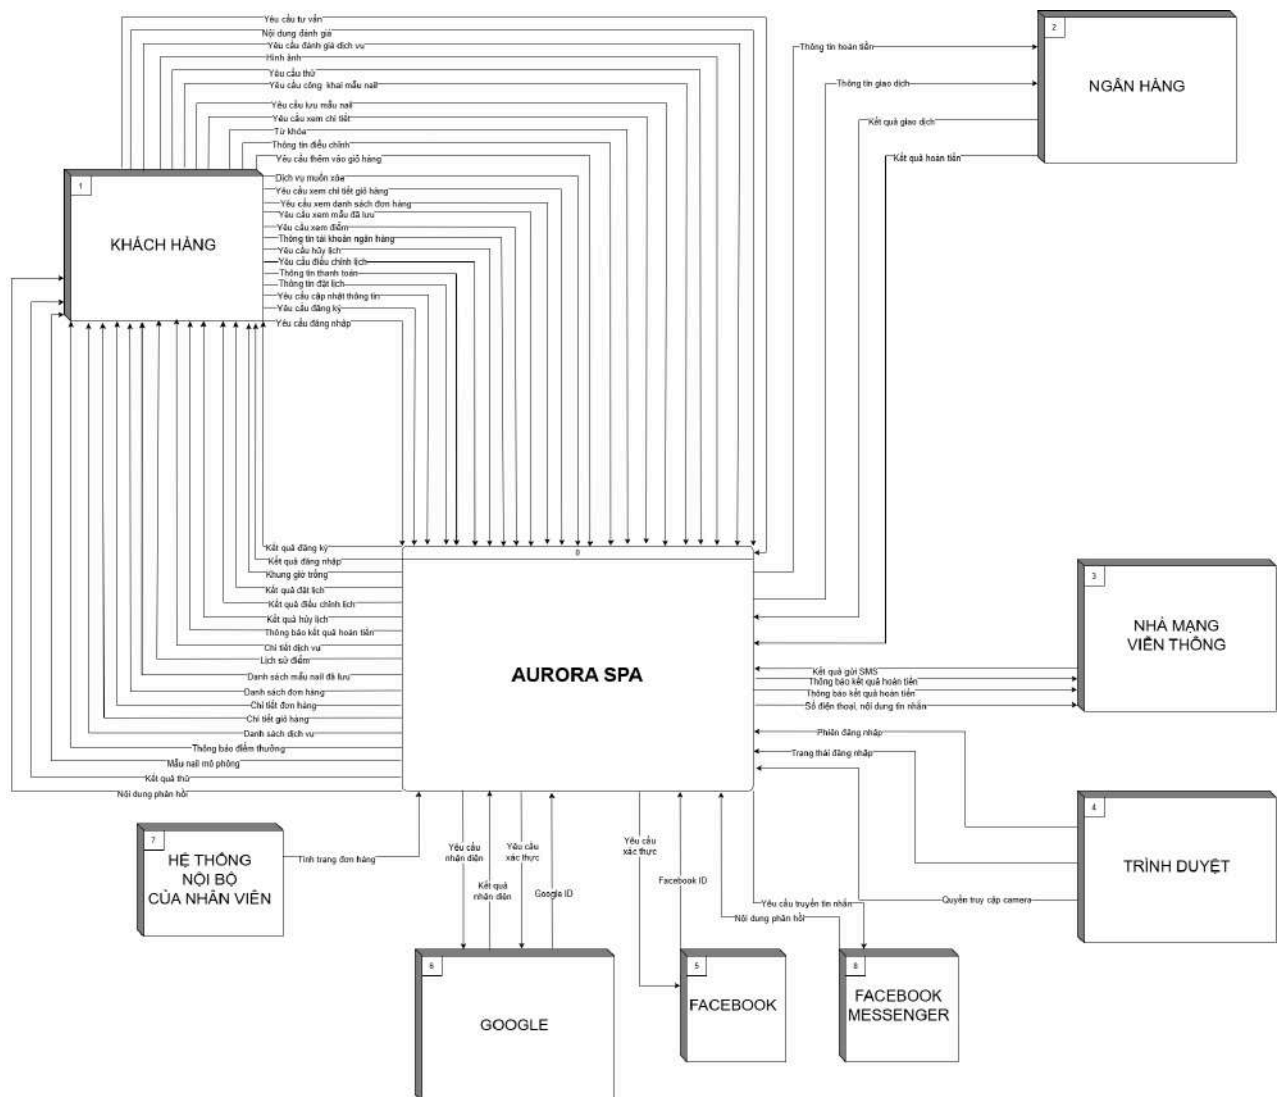 Yêu cầu tư vấn
Nội dung đánh giá
Yêu cầu đánh giá dịch vụ
Hình ảnh
Yêu cầu thử
Yêu cầu công khai mẫu nail
Yêu cầu lưu mẫu nail
Yêu cầu xem chi tiết
Từ khóa
Thông tin điều chỉnh
Yêu cầu thêm vào giỏ hàng
Dịch vụ muốn xóa
Yêu cầu xem chi tiết giỏ hàng
Yêu cầu xem danh sách đơn hàng
Yêu cầu xem mẫu đã lưu
Yêu cầu xem điểm
Thông tin tài khoản ngân hàng
Yêu cầu hủy lịch
Yêu cầu điều chỉnh lịch
Thông tin thanh toán
Thông tin đặt lịch
Yêu cầu cập nhật thông tin
Yêu cầu đăng ký
Yêu cầu đăng nhập
1
KHÁCH HÀNG
2
NGÂN HÀNG
Thông tin hoàn tiền
Thông tin giao dịch
Kết quả giao dịch
Kết quả hoàn tiền
Kết quả đăng ký
Kết quả đăng nhập
Khung giờ trống
Kết quả đặt lịch
Kết quả điều chỉnh lịch
Kết quả hủy lịch
Thông báo kết quả hoàn tiền
Chi tiết dịch vụ
Lịch sử điểm
Danh sách mẫu nail đã lưu
Danh sách đơn hàng
Chi tiết đơn hàng
Chi tiết giỏ hàng
Danh sách dịch vụ
Thông báo điểm thưởng
Mẫu nail mô phỏng
Kết quả thử
Nội dung phản hồi
0
AURORA SPA
3
NHÀ MẠNG
VIỄN THÔNG
Kết quả gửi SMS
Thông báo kết quả hoàn tiền
Thông báo kết quả hoàn tiền
Số điện thoại, nội dung tin nhắn
Phiên đăng nhập
Trạng thái đăng nhập
Quyền truy cập camera
4
TRÌNH DUYỆT
7
HỆ THỐNG
NỘI BỘ
CỦA NHÂN VIÊN
Tình trạng đơn hàng
Yêu cầu
nhận diện
Kết quả
nhận diện
Yêu cầu
xác thực
Google ID
Yêu cầu
xác thực
Facebook ID
Yêu cầu truyền tin nhắn
Nội dung phản hồi
6
GOOGLE
5
FACEBOOK
8
FACEBOOK
MESSENGER